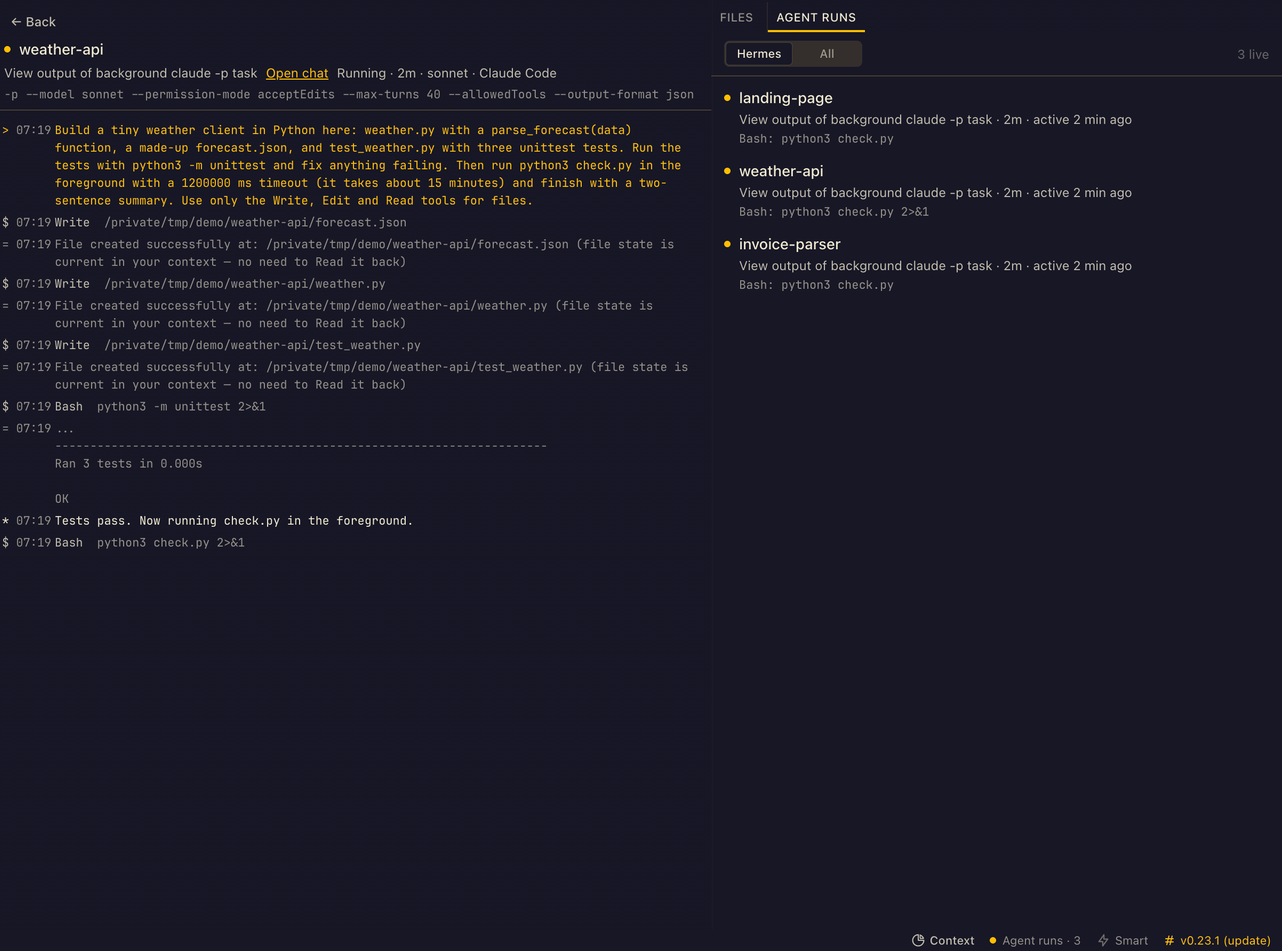 ← Back
weather-api
View output of background claude -p task Open chat Running · 2m · sonnet · Claude Code
-p --model sonnet --permission-mode acceptEdits --max-turns 40 --allowedTools --output-format json
> 07:19 Build a tiny weather client in Python here: weather.py with a parse_forecast(data)
function, a made-up forecast.json, and test_weather.py with three unittest tests. Run the
tests with python3 -m unittest and fix anything failing. Then run python3 check.py in the
foreground with a 1200000 ms timeout (it takes about 15 minutes) and finish with a two-
sentence summary. Use only the Write, Edit and Read tools for files.
$ 07:19 Write /private/tmp/demo/weather-api/forecast.json
= 07:19 File created successfully at: /private/tmp/demo/weather-api/forecast.json (file state is
current in your context — no need to Read it back)
$ 07:19 Write /private/tmp/demo/weather-api/weather.py
= 07:19 File created successfully at: /private/tmp/demo/weather-api/weather.py (file state is
current in your context — no need to Read it back)
$ 07:19 Write /private/tmp/demo/weather-api/test_weather.py
= 07:19 File created successfully at: /private/tmp/demo/weather-api/test_weather.py (file state is
current in your context — no need to Read it back)
$ 07:19 Bash python3 -m unittest 2>&1
= 07:19 ...
----------------------------------------------------------------------
Ran 3 tests in 0.000s
OK
* 07:19 Tests pass. Now running check.py in the foreground.
$ 07:19 Bash python3 check.py 2>&1
FILES AGENT RUNS
Hermes All 3 live
landing-page
View output of background claude -p task · 2m · active 2 min ago
Bash: python3 check.py
weather-api
View output of background claude -p task · 2m · active 2 min ago
Bash: python3 check.py 2>&1
invoice-parser
View output of background claude -p task · 2m · active 2 min ago
Bash: python3 check.py
Context Agent runs · 3 Smart # v0.23.1 (update)